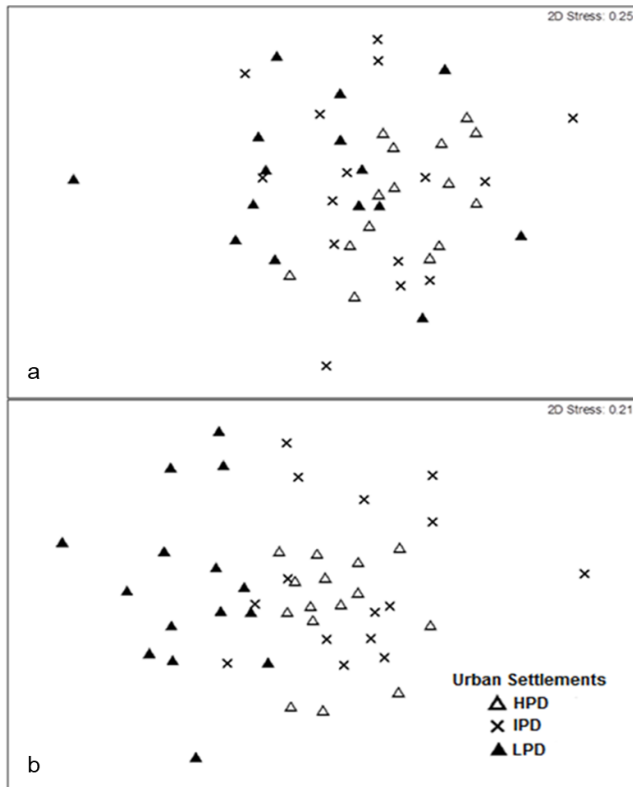 2D Stress: 0.25
a
2D Stress: 0.21
Urban Settlements
HPD
IPD
LPD
b